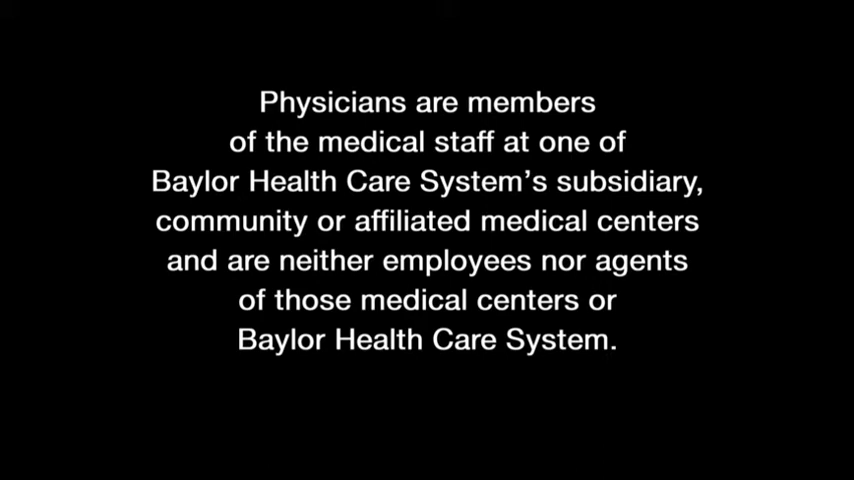 Physicians are members
of the medical staff at one of
Baylor Health Care System’s subsidiary,
community or affiliated medical centers
and are neither employees nor agents
of those medical centers or
Baylor Health Care System.